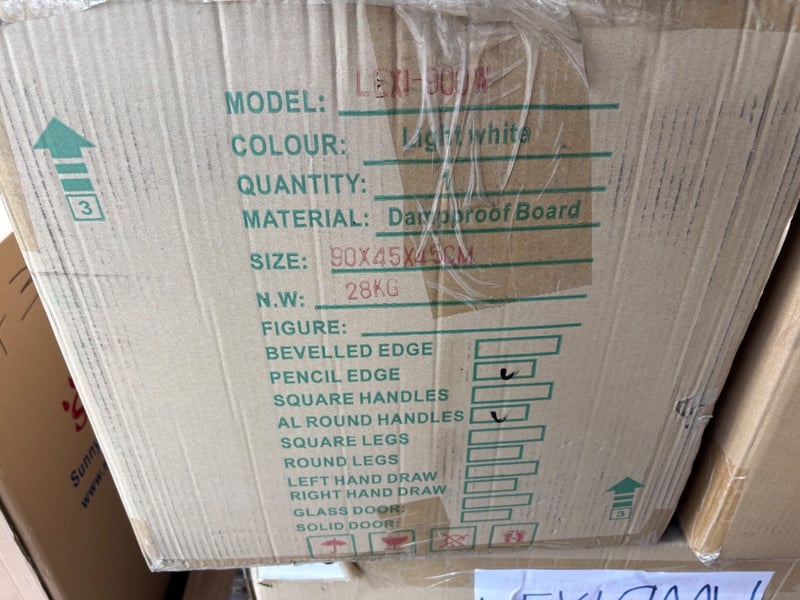 MODEL: LEXI-900W
COLOUR: Light white
QUANTITY: 1
MATERIAL: Dampproof Board
SIZE: 90X45X45CM
N.W: 28KG
FIGURE:
BEVELLED EDGE
PENCIL EDGE
SQUARE HANDLES
AL ROUND HANDLES
SQUARE LEGS
ROUND LEGS
LEFT HAND DRAW
RIGHT HAND DRAW
GLASS DOOR:
SOLID DOOR:
3
3
Sunny
www.s